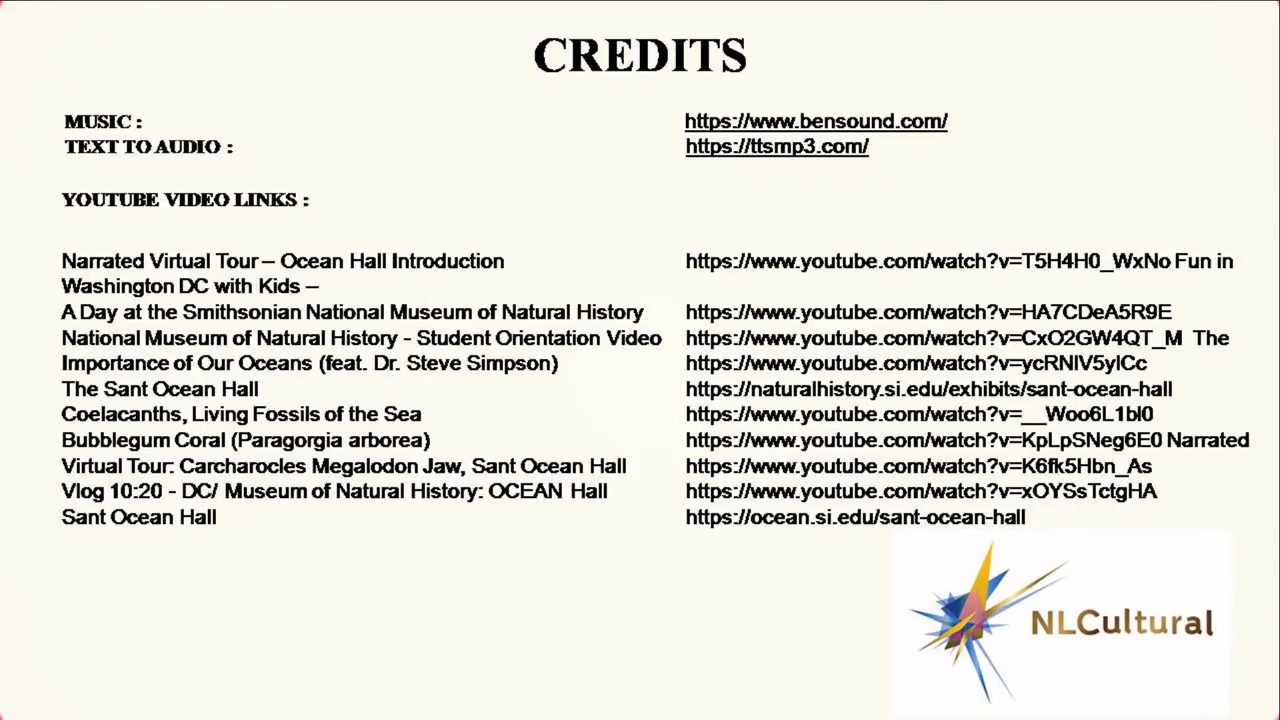 CREDITS
MUSIC : https://www.bensound.com/
TEXT TO AUDIO : https://ttsmp3.com/
YOUTUBE VIDEO LINKS :
Narrated Virtual Tour – Ocean Hall Introduction https://www.youtube.com/watch?v=T5H4H0_WxNo Fun in
Washington DC with Kids –
A Day at the Smithsonian National Museum of Natural History https://www.youtube.com/watch?v=HA7CDeA5R9E
National Museum of Natural History - Student Orientation Video https://www.youtube.com/watch?v=CxO2GW4QT_M The
Importance of Our Oceans (feat. Dr. Steve Simpson) https://www.youtube.com/watch?v=ycRNIV5ylCc
The Sant Ocean Hall https://naturalhistory.si.edu/exhibits/sant-ocean-hall
Coelacanths, Living Fossils of the Sea https://www.youtube.com/watch?v=__Woo6L1bl0
Bubblegum Coral (Paragorgia arborea) https://www.youtube.com/watch?v=KpLpSNeg6E0 Narrated
Virtual Tour: Carcharocles Megalodon Jaw, Sant Ocean Hall https://www.youtube.com/watch?v=K6fk5Hbn_As
Vlog 10:20 - DC/ Museum of Natural History: OCEAN Hall https://www.youtube.com/watch?v=xOYSsTctgHA
Sant Ocean Hall https://ocean.si.edu/sant-ocean-hall
NLCultural